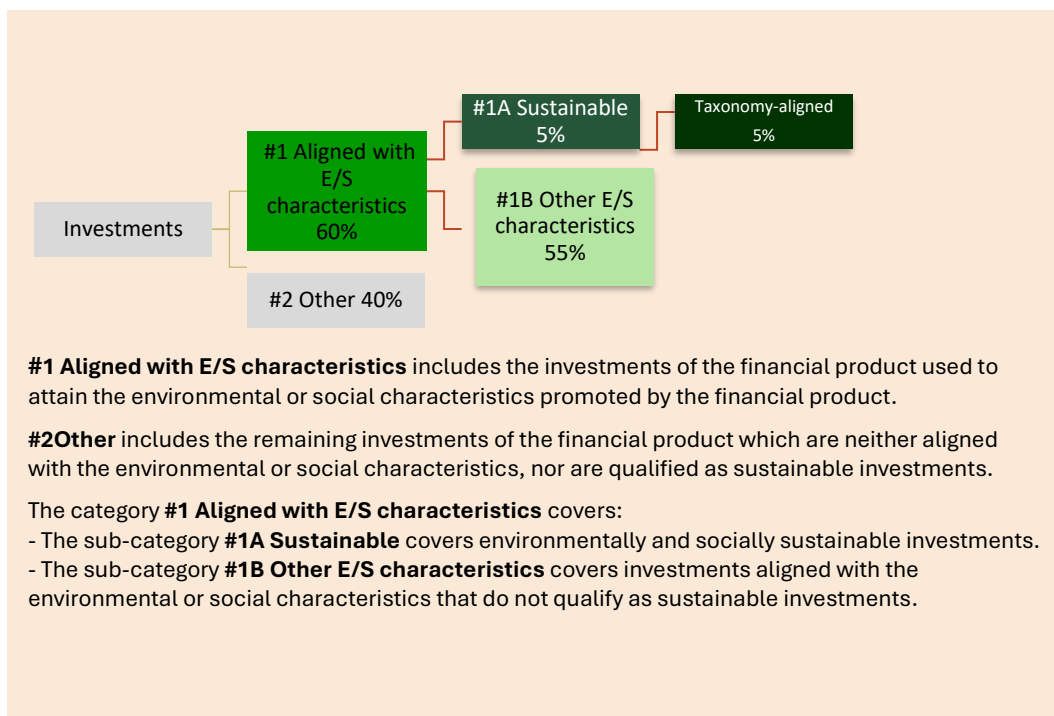 #1A Sustainable
5%
Taxonomy-aligned
5%
#1 Aligned with
E/S
characteristics
60%
#1B Other E/S
characteristics
55%
Investments
#2 Other 40%
#1 Aligned with E/S characteristics includes the investments of the financial product used to
attain the environmental or social characteristics promoted by the financial product.
#2Other includes the remaining investments of the financial product which are neither aligned
with the environmental or social characteristics, nor are qualified as sustainable investments.
The category #1 Aligned with E/S characteristics covers:
- The sub-category #1A Sustainable covers environmentally and socially sustainable investments.
- The sub-category #1B Other E/S characteristics covers investments aligned with the
environmental or social characteristics that do not qualify as sustainable investments.